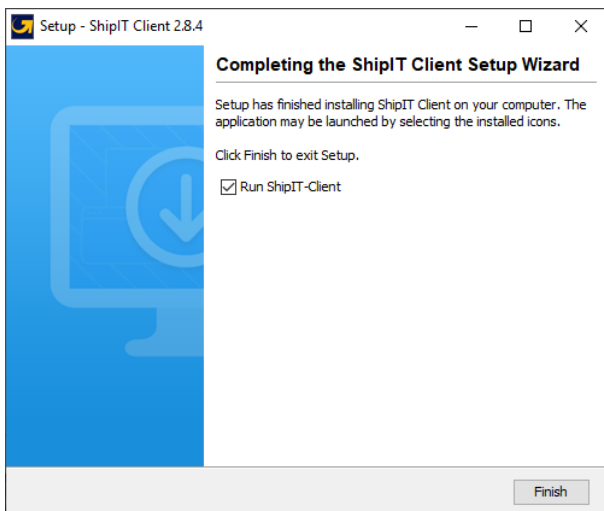 Setup - ShipIT Client 2.8.4
Completing the ShipIT Client Setup Wizard
Setup has finished installing ShipIT Client on your computer. The
application may be launched by selecting the installed icons.
Click Finish to exit Setup.
Run ShipIT-Client
Finish